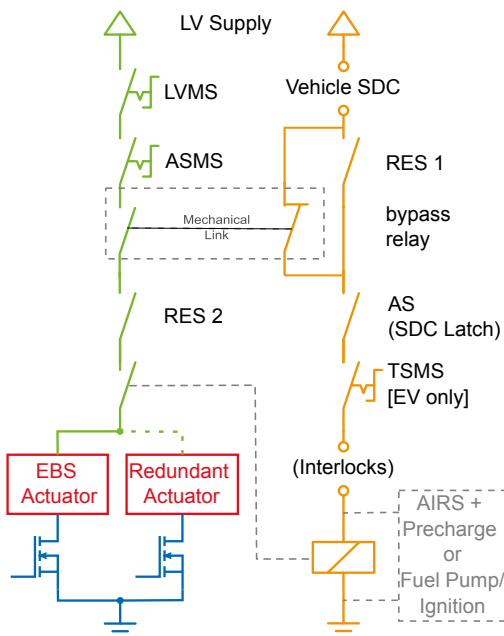 LV Supply
LVMS
Vehicle SDC
ASMS
RES 1
Mechanical
Link
bypass
relay
RES 2
AS
(SDC Latch)
TSMS
[EV only]
EBS
Actuator
Redundant
Actuator
(Interlocks)
AIRS +
Precharge
or
Fuel Pump/
Ignition